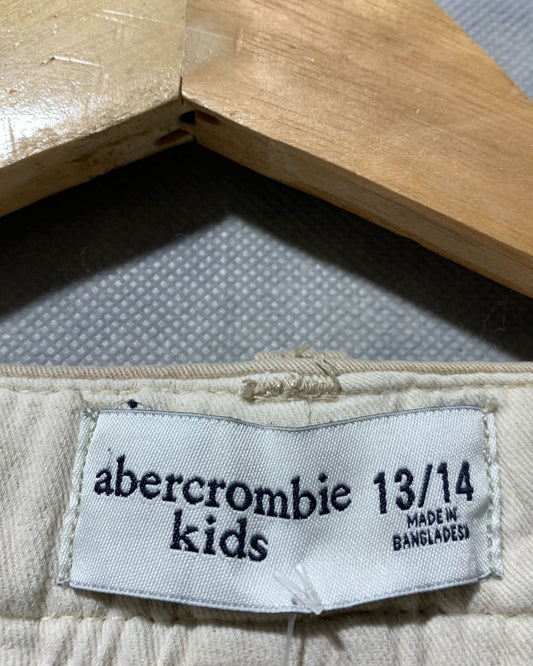 abercrombie
kids
13/14
MADE IN
BANGLADESH